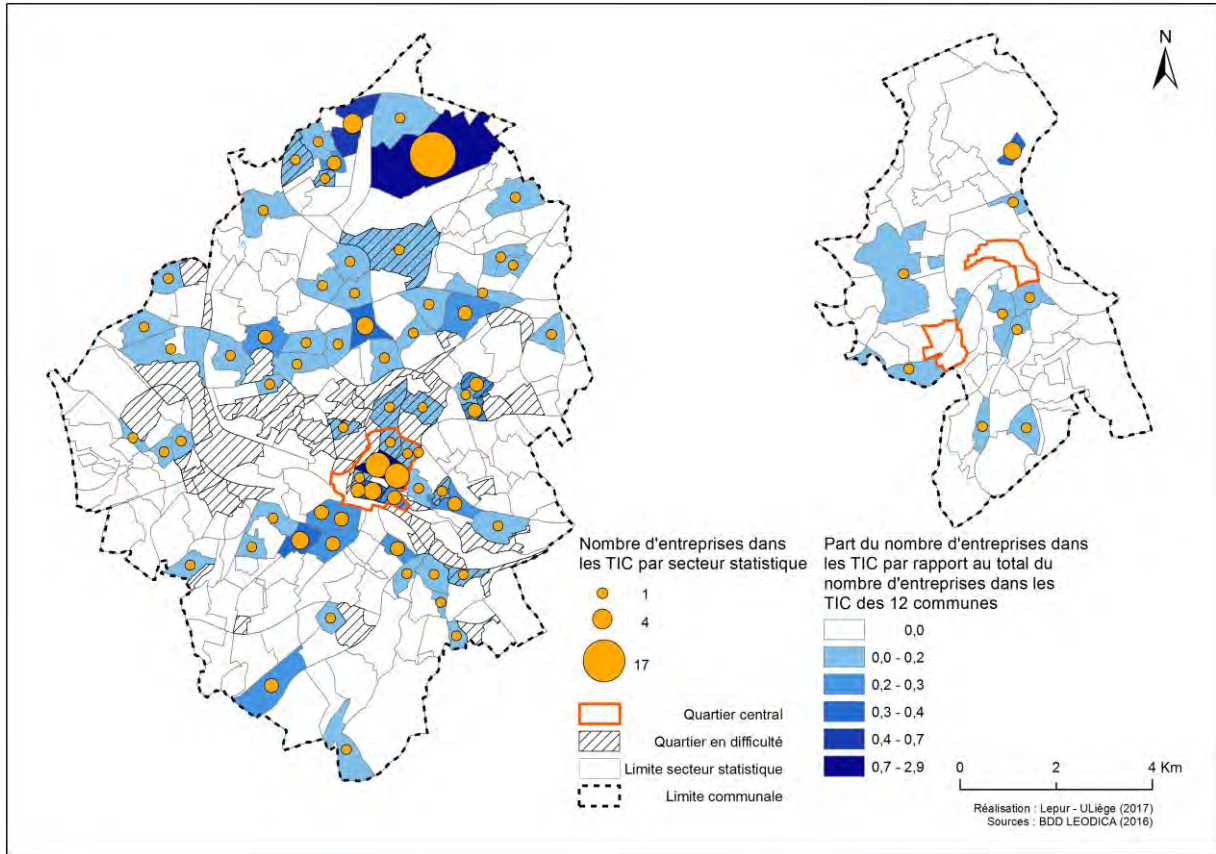 N
Nombre d'entreprises dans
les TIC par secteur statistique
1
4
17
Quartier central
Quartier en difficulté
Limite secteur statistique
Limite communale
Part du nombre d'entreprises dans
les TIC par rapport au total du
nombre d'entreprises dans les
TIC des 12 communes
0,0
0,0 - 0,2
0,2 - 0,3
0,3 - 0,4
0,4 - 0,7
0,7 - 2,9
0 2 4 Km
Réalisation : Lepur - ULiège (2017)
Sources : BDD LEODICA (2016)